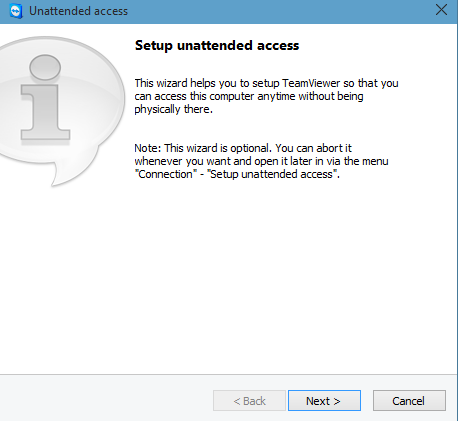 Unattended access
Setup unattended access
This wizard helps you to setup TeamViewer so that you
can access this computer anytime without being
physically there.
Note: This wizard is optional. You can abort it
whenever you want and open it later in via the menu
"Connection" - "Setup unattended access".
< Back
Next >
Cancel